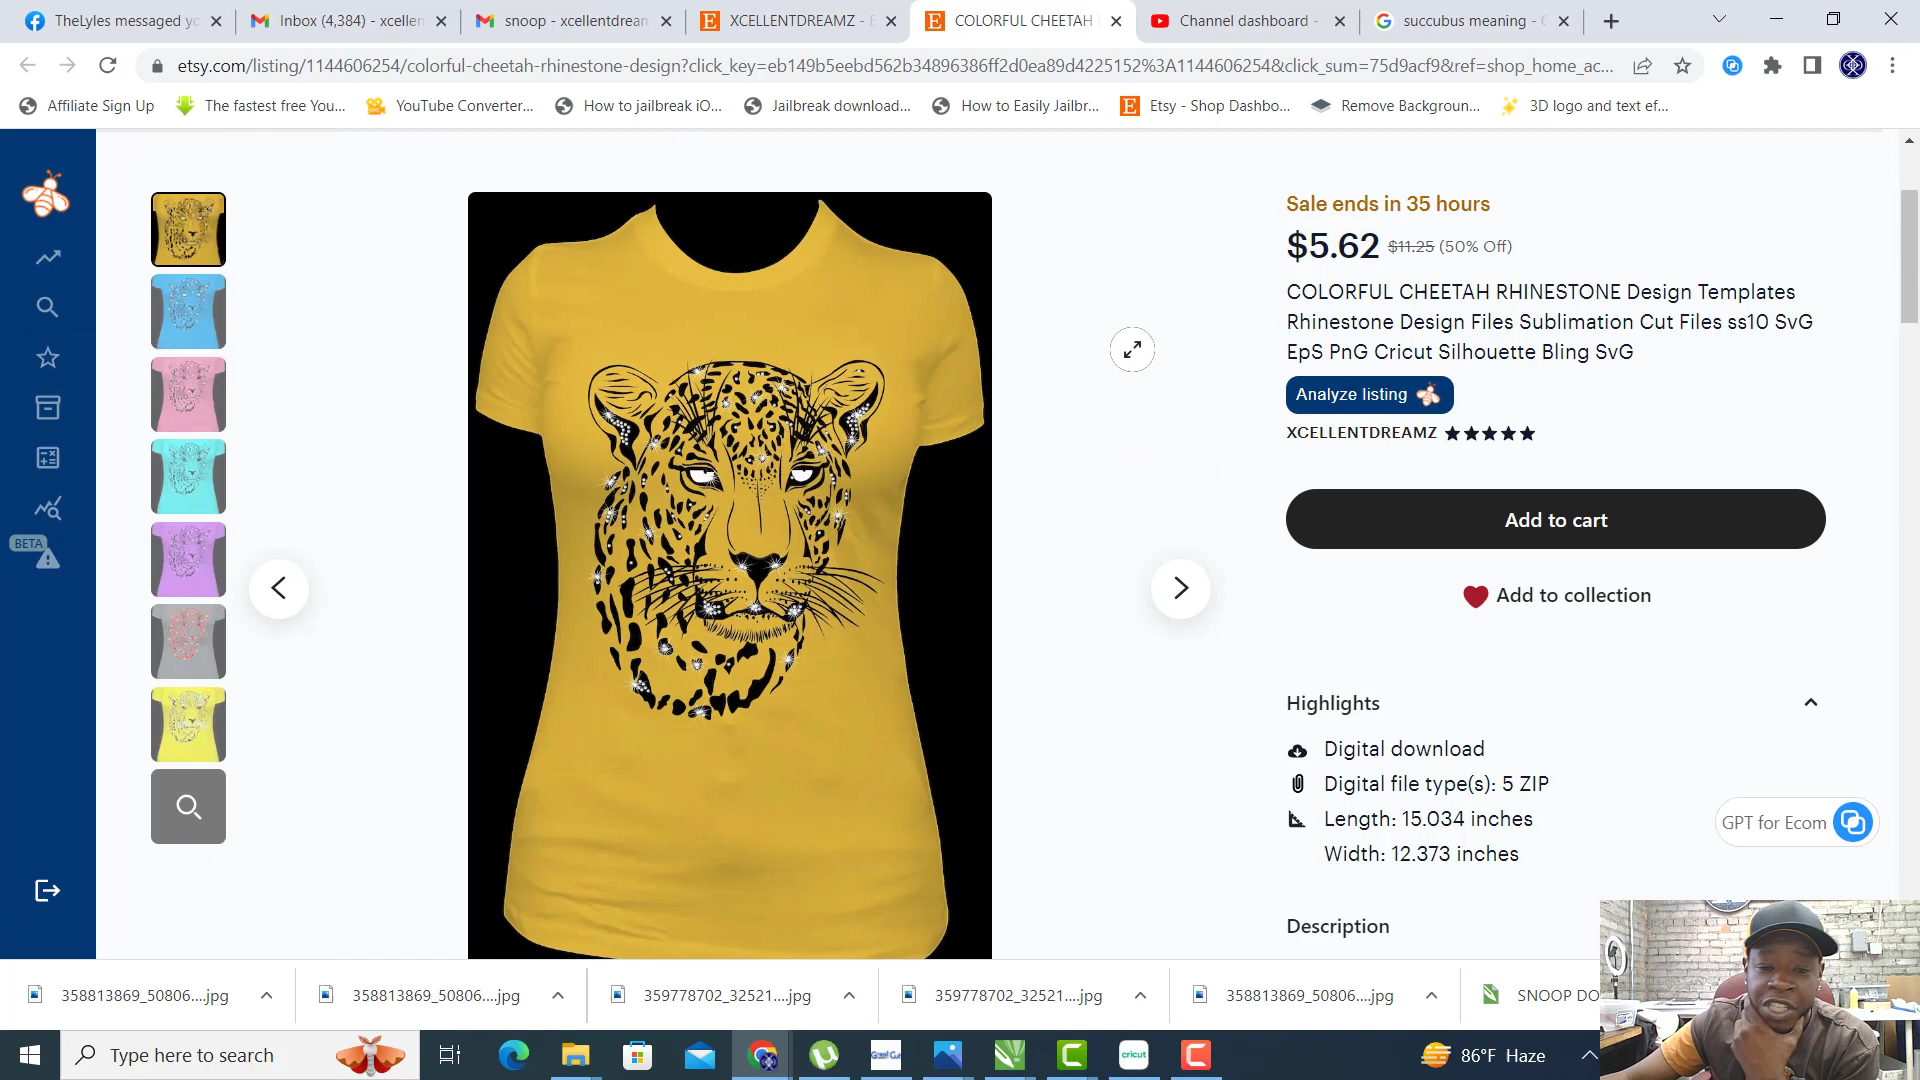 TheLyles messaged yo
Inbox (4,384) - xcellen
snoop - xcellentdream
XCELLENTDREAMZ - E
COLORFUL CHEETAH
Channel dashboard -
succubus meaning -
etsy.com/listing/1144606254/colorful-cheetah-rhinestone-design?click_key=eb149b5eebd562b34896386ff2d0ea89d4225152%3A1144606254&click_sum=75d9acf9&ref=shop_home_ac...
Affiliate Sign Up
The fastest free You...
YouTube Converter...
How to jailbreak iO...
Jailbreak download...
How to Easily Jailbr...
Etsy - Shop Dashbo...
Remove Backgroun...
3D logo and text ef...
BETA
Sale ends in 35 hours
$5.62 $11.25 (50% Off)
COLORFUL CHEETAH RHINESTONE Design Templates
Rhinestone Design Files Sublimation Cut Files ss10 SvG
EpS PnG Cricut Silhouette Bling SvG
Analyze listing
XCELLENTDREAMZ
Add to cart
Add to collection
Highlights
Digital download
Digital file type(s): 5 ZIP
Length: 15.034 inches
Width: 12.373 inches
GPT for Ecom
Description
358813869_50806....jpg
358813869_50806....jpg
359778702_32521....jpg
359778702_32521....jpg
358813869_50806....jpg
SNOOP DO
Type here to search
cricut
86°F Haze